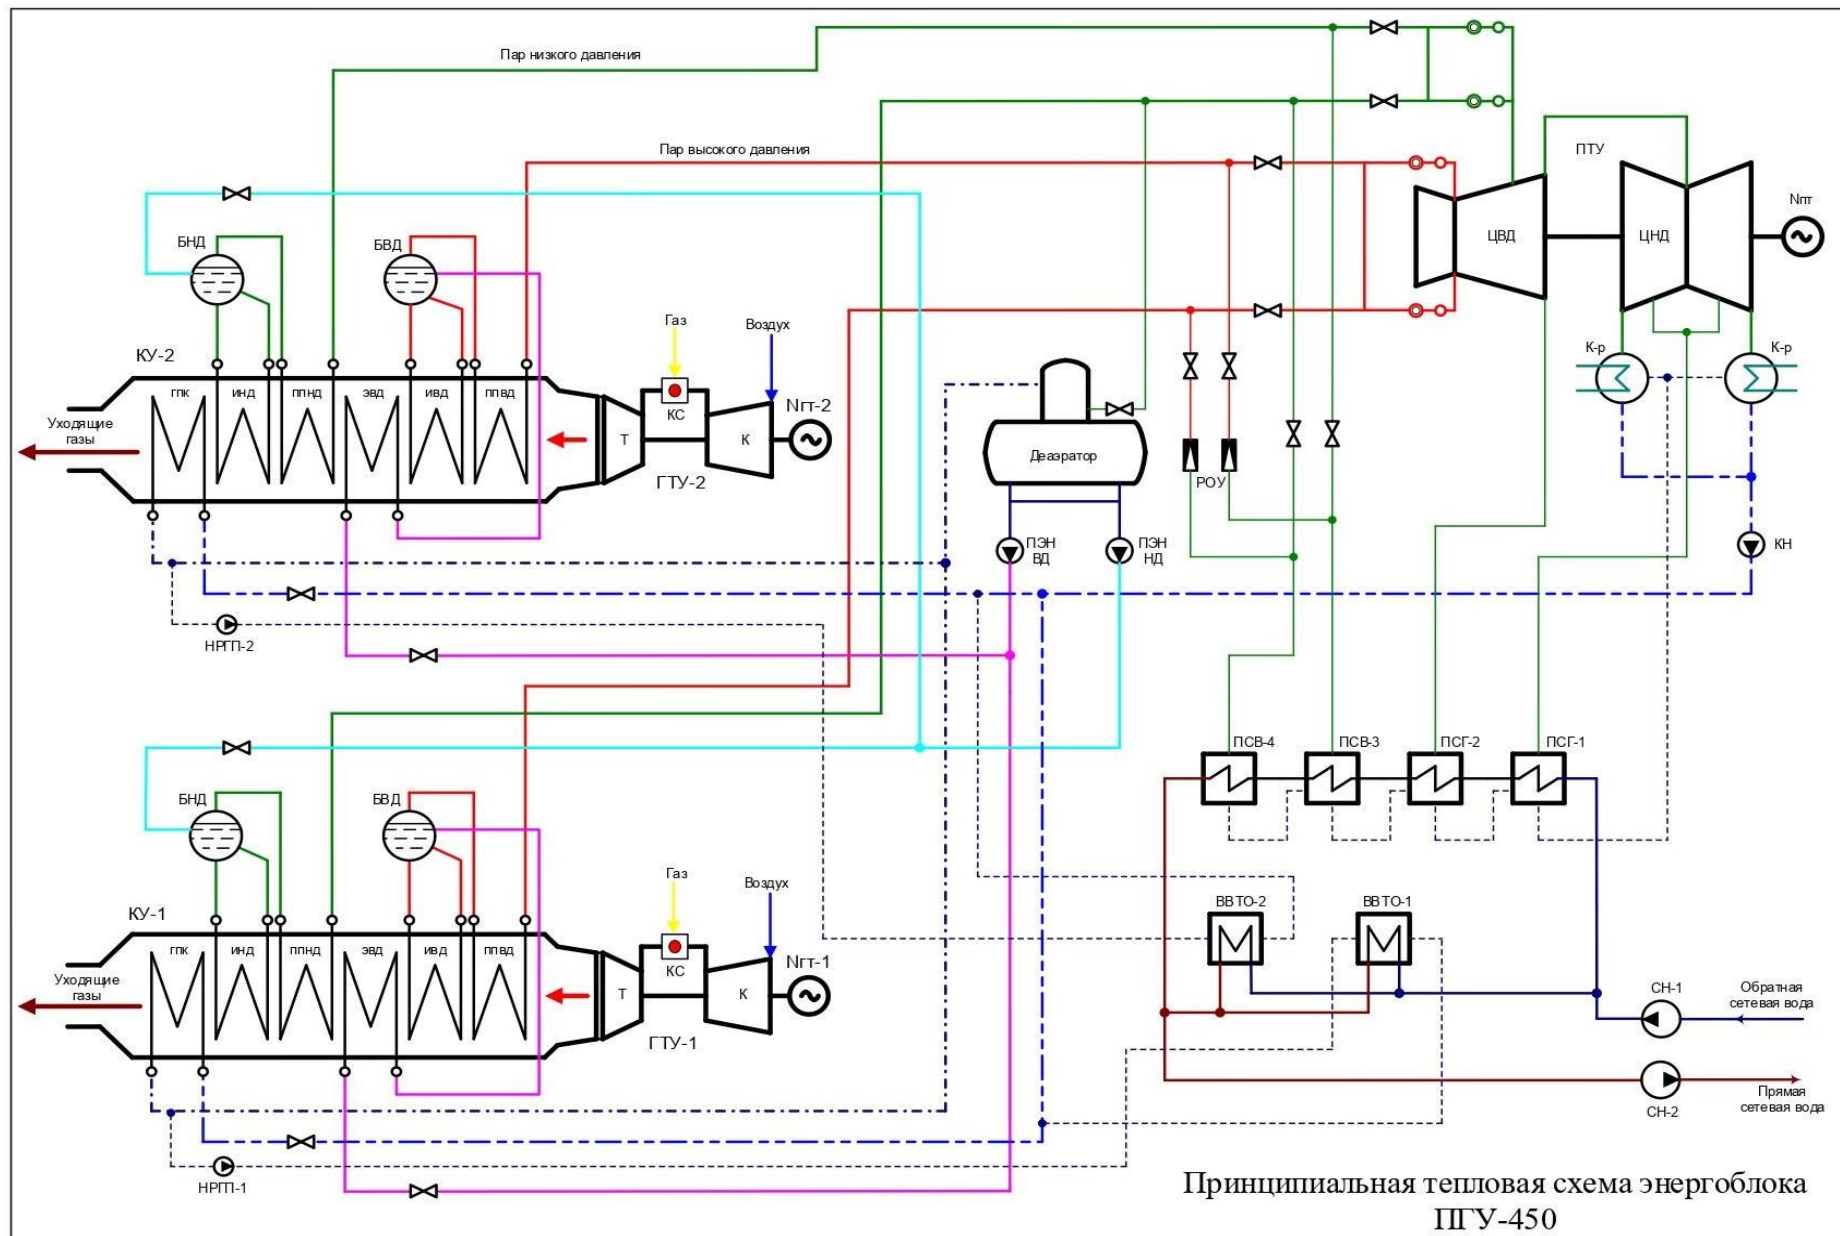 Пар низкого давления
Пар высокого давления
ПТУ
Nпт
ЦВД
ЦНД
БНД
БВД
Газ
Воздух
КУ-2
К-р
К-р
ГПК
ИНД
ППНД
ЭВД
ИВД
ППВД
КС
Nгт-2
Уходящие
газы
Т
К
Деаэратор
ГТУ-2
РОУ
ПЭН
ВД
ПЭН
НД
КН
НРГП-2
ПСВ-4
ПСВ-3
ПСГ-2
ПСГ-1
БНД
БВД
Газ
Воздух
КУ-1
ВВТО-2
ВВТО-1
ГПК
ИНД
ППНД
ЭВД
ИВД
ППВД
КС
Nгт-1
Уходящие
газы
Т
К
СН-1
Обратная
сетевая вода
ГТУ-1
СН-2
Прямая
сетевая вода
НРГП-1
Принципиальная тепловая схема энергоблока
ПГУ-450